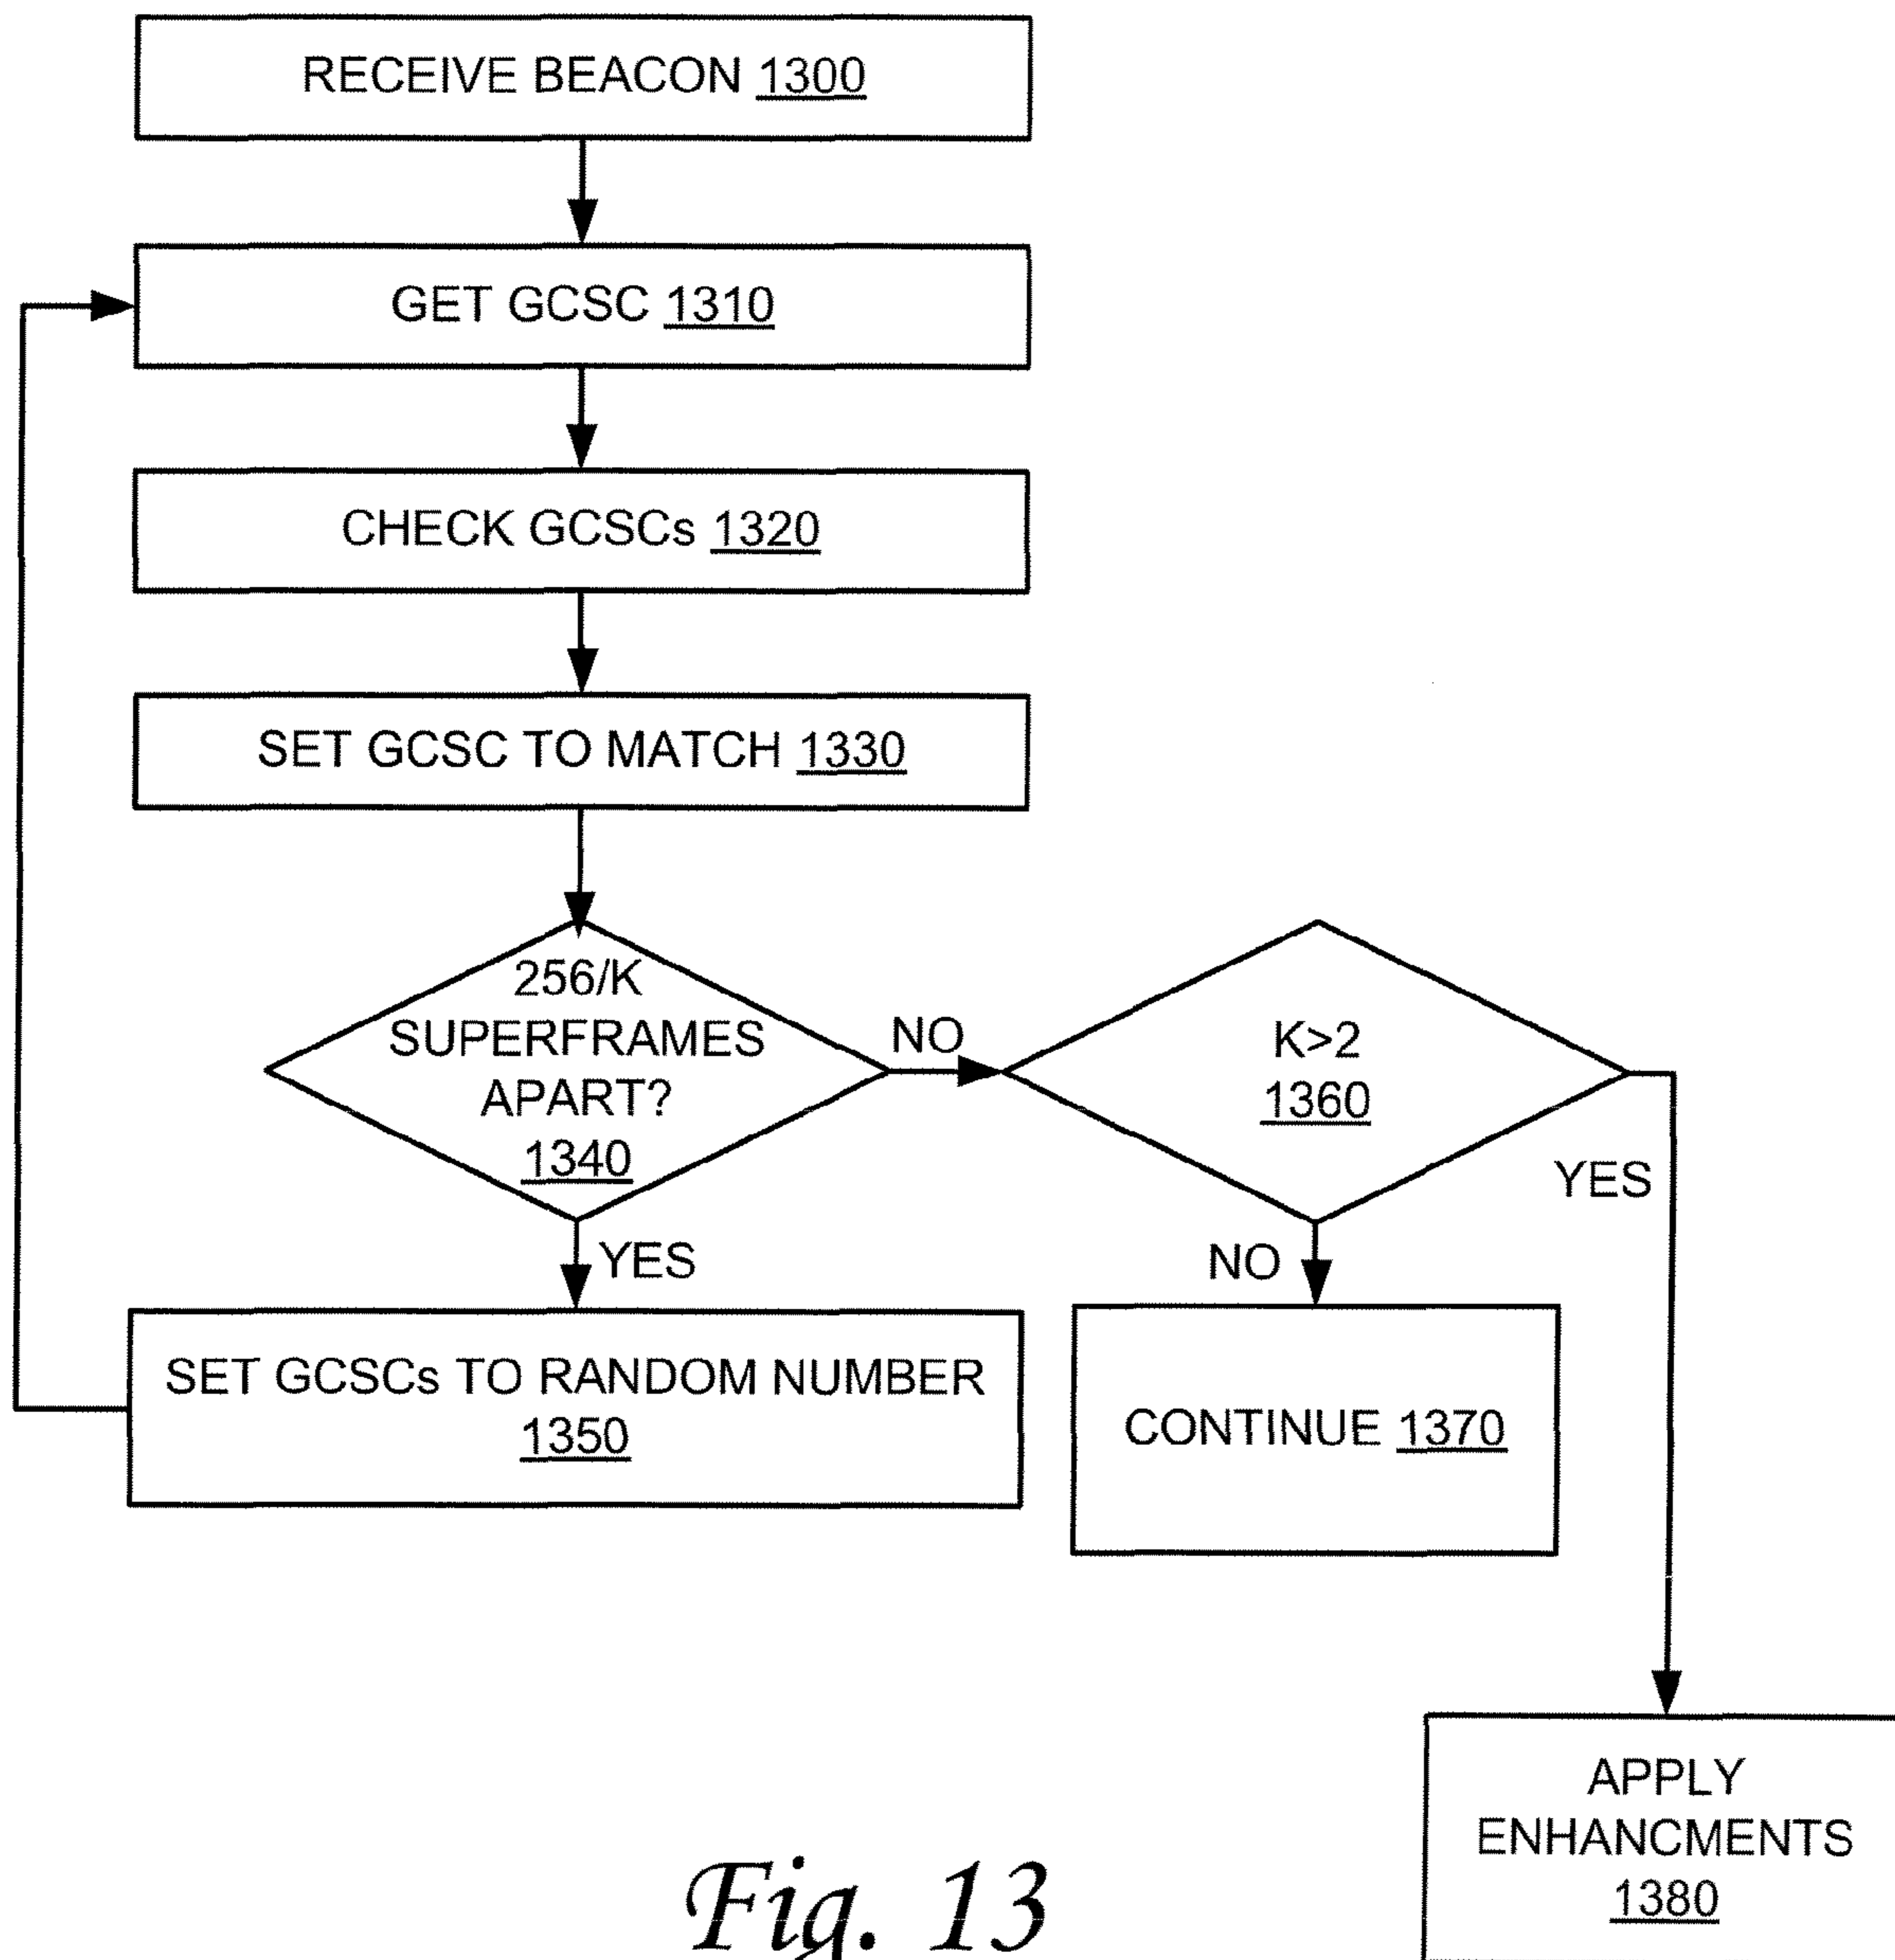 RECEIVE BEACON 1300
GET GCSC 1310
CHECK GCSCs 1320
SET GCSC TO MATCH 1330
256/K
SUPERFRAMES
APART?
1340
NO
K>2
1360
YES
YES
NO
SET GCSCs TO RANDOM NUMBER
1350
CONTINUE 1370
APPLY
ENHANCMENTS
1380
Fig. 13